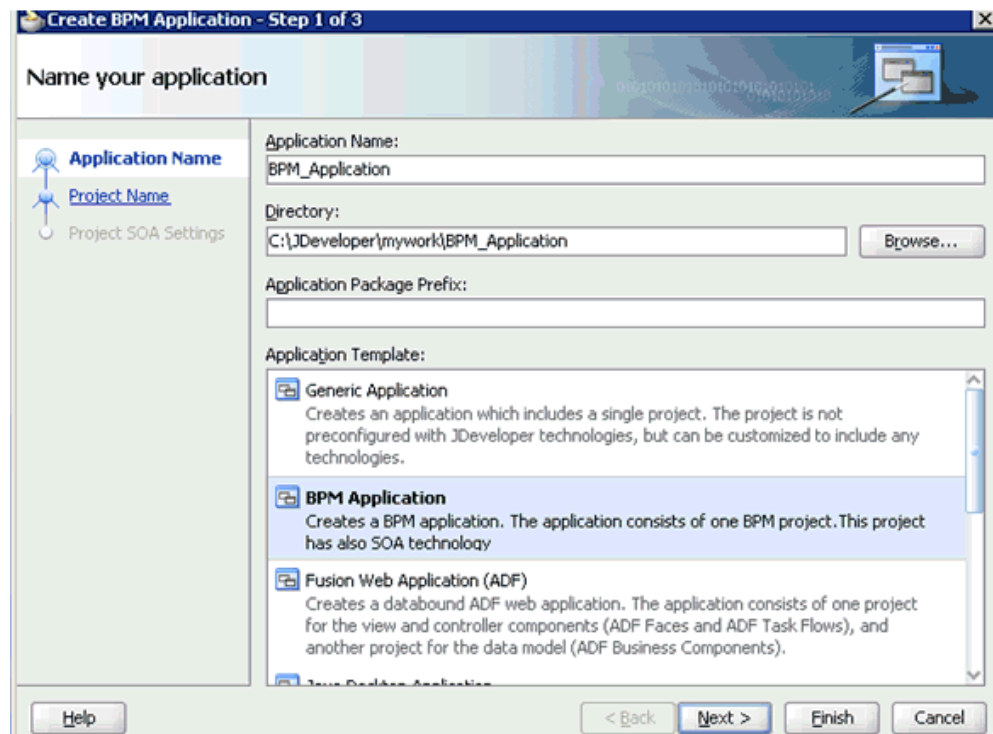 Create BPM Application - Step 1 of 3
Name your application
Application Name
Project Name
Project SOA Settings
Application Name:
BPM_Application
Directory:
C:\JDeveloper\mywork\BPM_Application
Browse...
Application Package Prefix:
Application Template:
Generic Application
Creates an application which includes a single project. The project is not
preconfigured with JDeveloper technologies, but can be customized to include any
technologies.
BPM Application
Creates a BPM application. The application consists of one BPM project.This project
has also SOA technology
Fusion Web Application (ADF)
Creates a databound ADF web application. The application consists of one project
for the view and controller components (ADF Faces and ADF Task Flows), and
another project for the data model (ADF Business Components).
Java Desktop Application
Help
< Back
Next >
Finish
Cancel